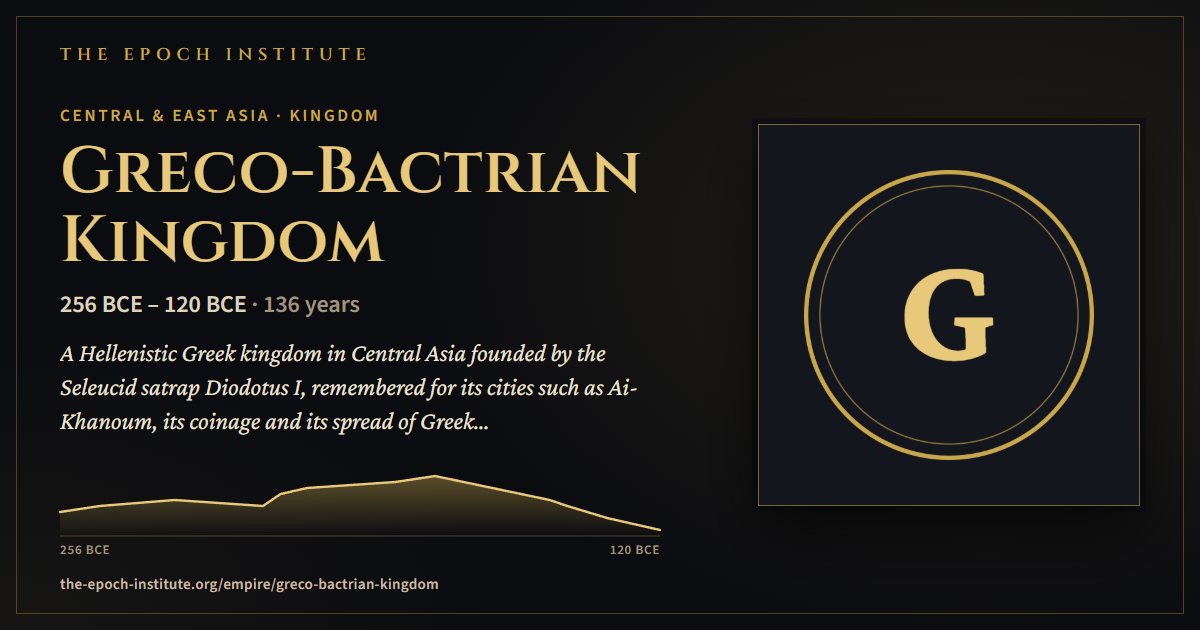 THE EPOCH INSTITUTE
CENTRAL & EAST ASIA · KINGDOM
Greco-Bactrian
Kingdom
256 BCE – 120 BCE · 136 years
A Hellenistic Greek kingdom in Central Asia founded by the
Seleucid satrap Diodotus I, remembered for its cities such as Ai-
Khanoum, its coinage and its spread of Greek...
G
256 BCE
120 BCE
the-epoch-institute.org/empire/greco-bactrian-kingdom